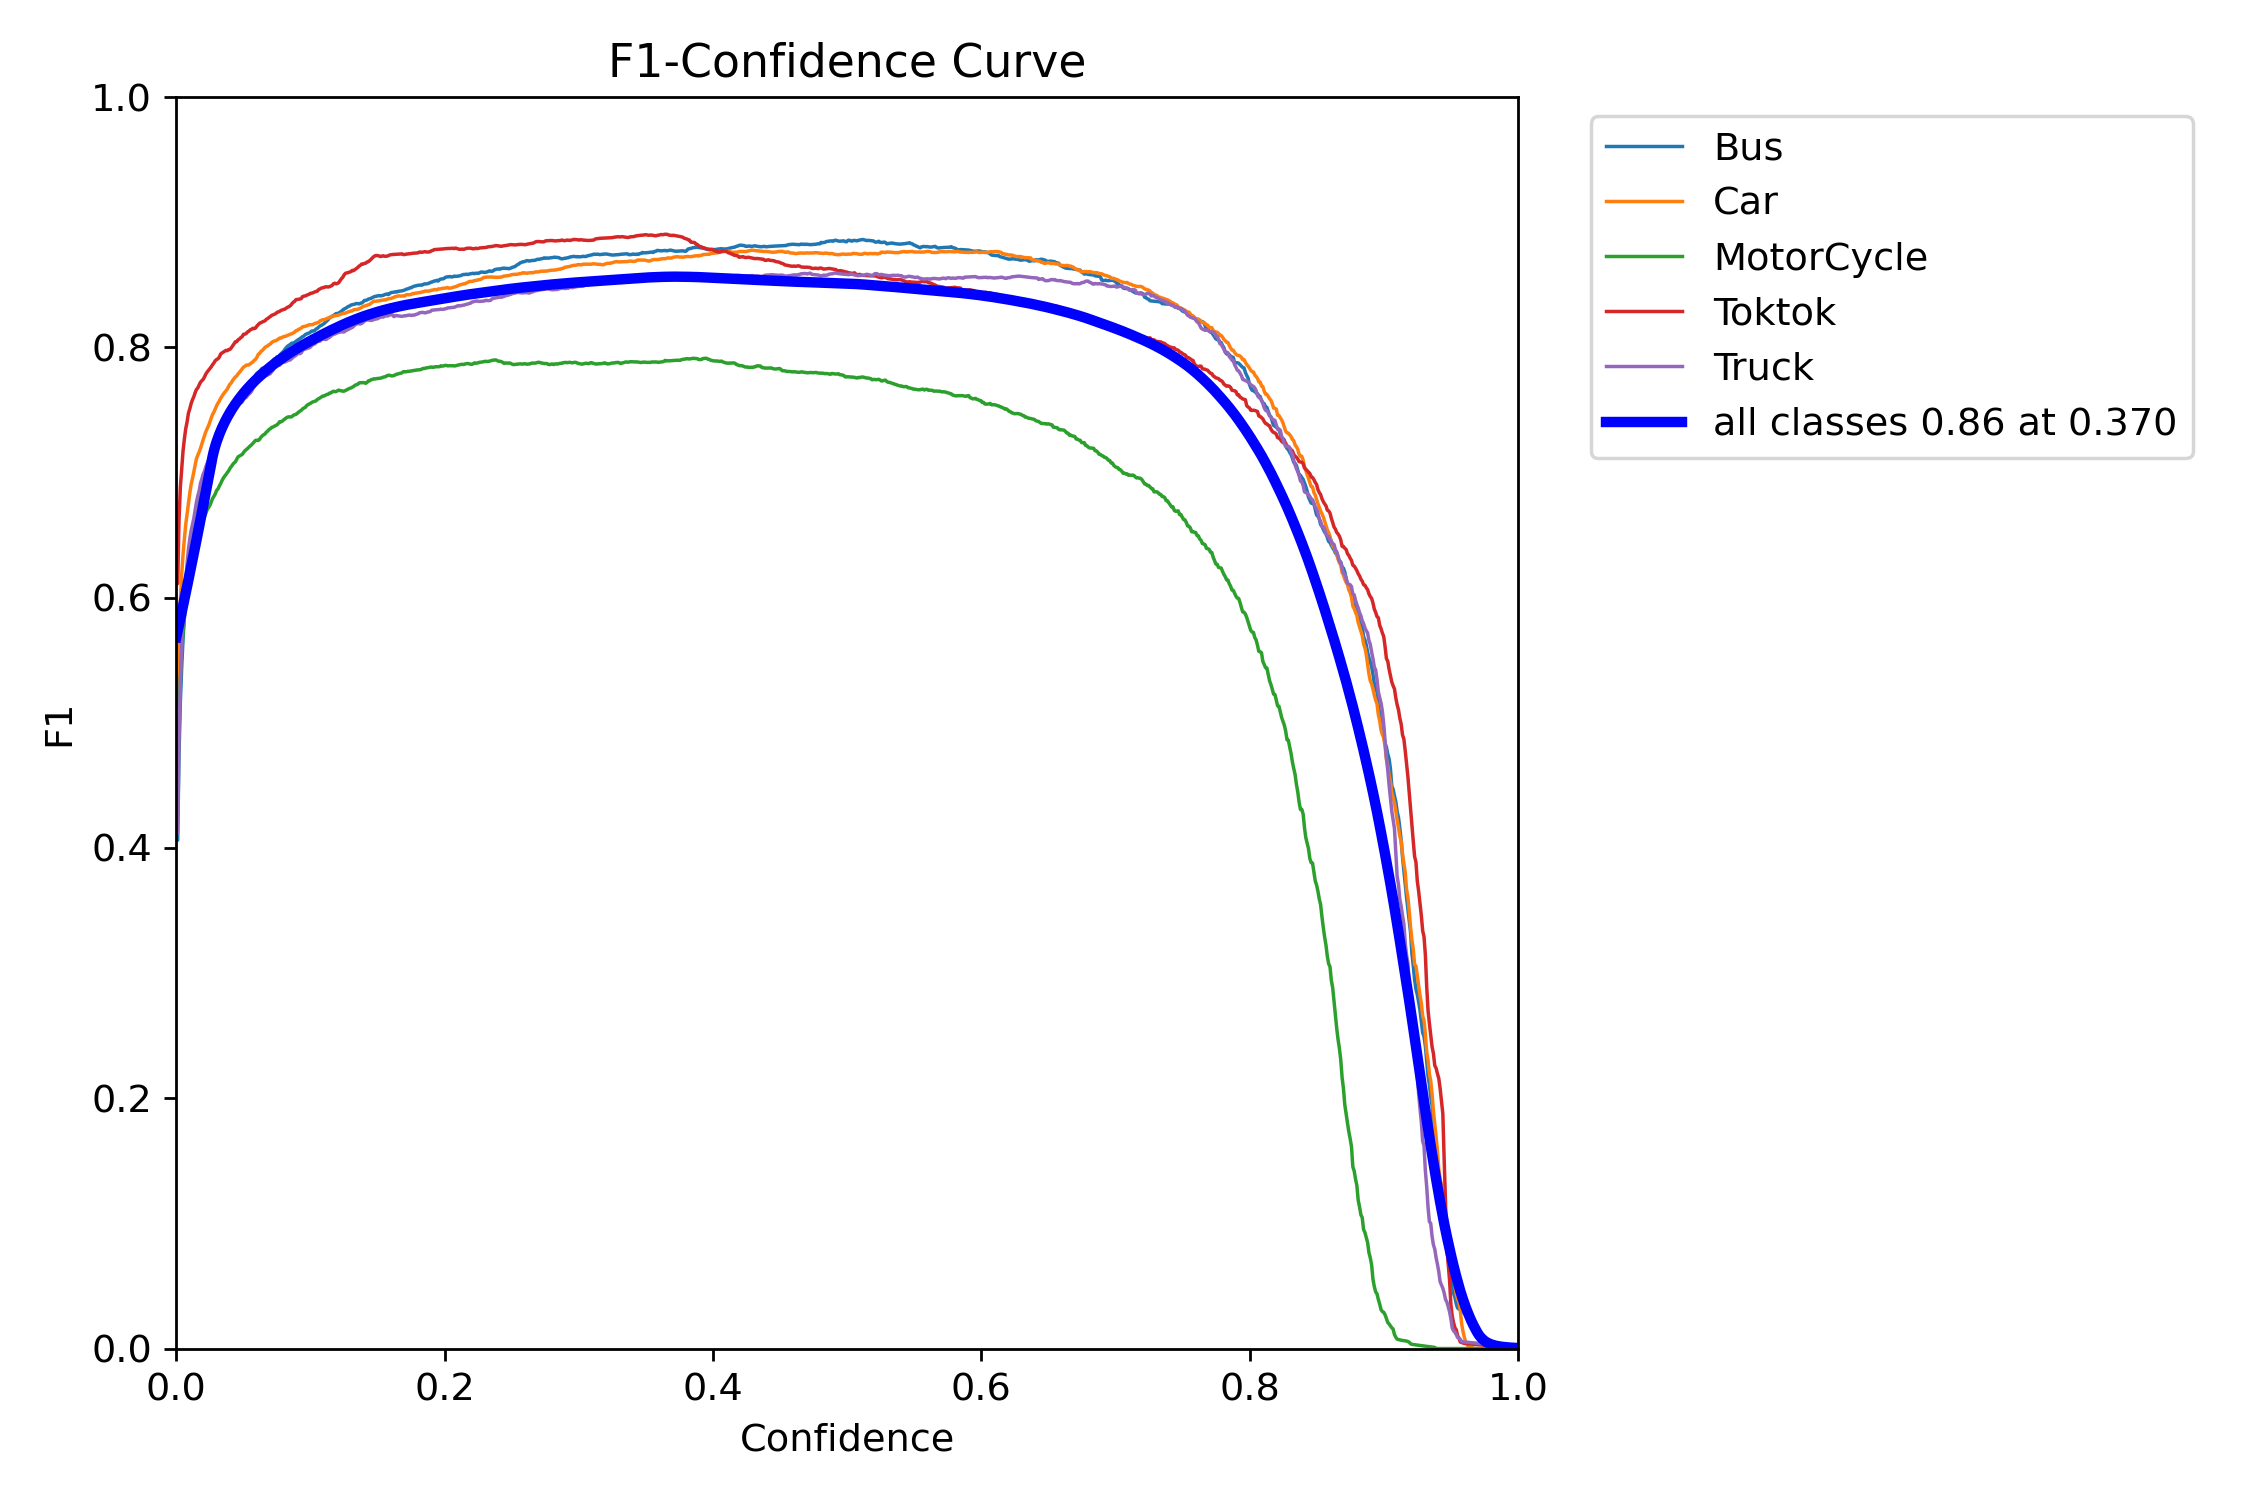 F1-Confidence Curve
1.0
0.8
0.6
0.4
0.2
0.0
F1
0.0 0.2 0.4 0.6 0.8 1.0
Confidence
Bus
Car
MotorCycle
Toktok
Truck
all classes 0.86 at 0.370